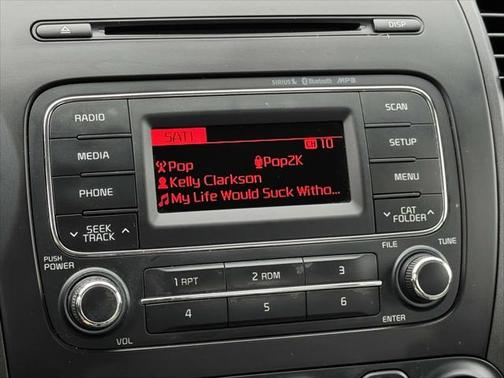 DISP
SIRIUS Bluetooth MP3
RADIO
MEDIA
PHONE
SEEK
TRACK
PUSH
POWER
VOL
SAT1
CH 10
Pop Pop2K
Kelly Clarkson
My Life Would Suck Witho...
SCAN
SETUP
MENU
CAT
FOLDER
FILE TUNE
ENTER
1 RPT 2 RDM 3
4 5 6